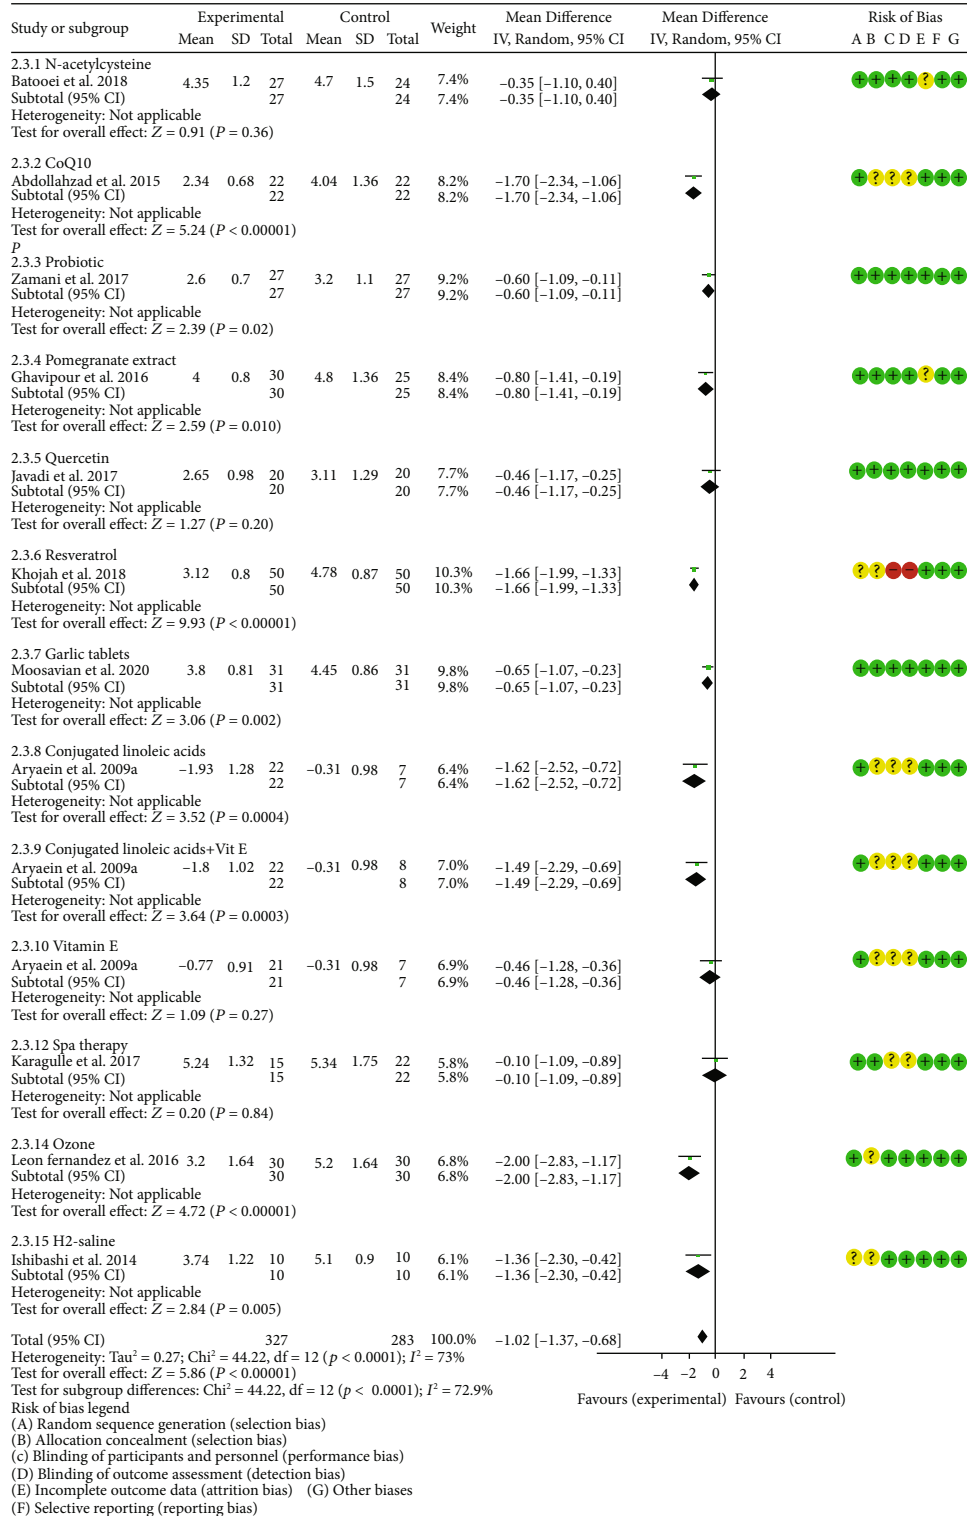 Study or subgroup Experimental Control Weight Mean Difference Mean Difference Risk of Bias
Mean SD Total Mean SD Total IV, Random, 95% CI IV, Random, 95% CI A B C D E F G
2.3.1 N-acetylcysteine
Batooei et al. 2018 4.35 1.2 27 4.7 1.5 24 7.4% −0.35 [−1.10, 0.40] + + + + ? + +
Subtotal (95% CI) 27 24 7.4% −0.35 [−1.10, 0.40]
Heterogeneity: Not applicable
Test for overall effect: Z = 0.91 (P = 0.36)
2.3.2 CoQ10
Abdollahzad et al. 2015 2.34 0.68 22 4.04 1.36 22 8.2% −1.70 [−2.34, −1.06] + ? ? ? + + +
Subtotal (95% CI) 22 22 8.2% −1.70 [−2.34, −1.06]
Heterogeneity: Not applicable
Test for overall effect: Z = 5.24 (P < 0.00001)
P
2.3.3 Probiotic
Zamani et al. 2017 2.6 0.7 27 3.2 1.1 27 9.2% −0.60 [−1.09, −0.11] + + + + + + +
Subtotal (95% CI) 27 27 9.2% −0.60 [−1.09, −0.11]
Heterogeneity: Not applicable
Test for overall effect: Z = 2.39 (P = 0.02)
2.3.4 Pomegranate extract
Ghavipour et al. 2016 4 0.8 30 4.8 1.36 25 8.4% −0.80 [−1.41, −0.19] + + + + ? + +
Subtotal (95% CI) 30 25 8.4% −0.80 [−1.41, −0.19]
Heterogeneity: Not applicable
Test for overall effect: Z = 2.59 (P = 0.010)
2.3.5 Quercetin
Javadi et al. 2017 2.65 0.98 20 3.11 1.29 20 7.7% −0.46 [−1.17, −0.25] + + + + + + +
Subtotal (95% CI) 20 20 7.7% −0.46 [−1.17, −0.25]
Heterogeneity: Not applicable
Test for overall effect: Z = 1.27 (P = 0.20)
2.3.6 Resveratrol
Khojah et al. 2018 3.12 0.8 50 4.78 0.87 50 10.3% −1.66 [−1.99, −1.33] ? ? − − + + +
Subtotal (95% CI) 50 50 10.3% −1.66 [−1.99, −1.33]
Heterogeneity: Not applicable
Test for overall effect: Z = 9.93 (P < 0.00001)
2.3.7 Garlic tablets
Moosavian et al. 2020 3.8 0.81 31 4.45 0.86 31 9.8% −0.65 [−1.07, −0.23] + + + + + + +
Subtotal (95% CI) 31 31 9.8% −0.65 [−1.07, −0.23]
Heterogeneity: Not applicable
Test for overall effect: Z = 3.06 (P = 0.002)
2.3.8 Conjugated linoleic acids
Aryaein et al. 2009a −1.93 1.28 22 −0.31 0.98 7 6.4% −1.62 [−2.52, −0.72] + ? ? ? + + +
Subtotal (95% CI) 22 7 6.4% −1.62 [−2.52, −0.72]
Heterogeneity: Not applicable
Test for overall effect: Z = 3.52 (P = 0.0004)
2.3.9 Conjugated linoleic acids+Vit E
Aryaein et al. 2009a −1.8 1.02 22 −0.31 0.98 8 7.0% −1.49 [−2.29, −0.69] + ? ? ? + + +
Subtotal (95% CI) 22 8 7.0% −1.49 [−2.29, −0.69]
Heterogeneity: Not applicable
Test for overall effect: Z = 3.64 (P = 0.0003)
2.3.10 Vitamin E
Aryaein et al. 2009a −0.77 0.91 21 −0.31 0.98 7 6.9% −0.46 [−1.28, −0.36] + ? ? ? + + +
Subtotal (95% CI) 21 7 6.9% −0.46 [−1.28, −0.36]
Heterogeneity: Not applicable
Test for overall effect: Z = 1.09 (P = 0.27)
2.3.12 Spa therapy
Karagulle et al. 2017 5.24 1.32 15 5.34 1.75 22 5.8% −0.10 [−1.09, −0.89] + + ? ? + + +
Subtotal (95% CI) 15 22 5.8% −0.10 [−1.09, −0.89]
Heterogeneity: Not applicable
Test for overall effect: Z = 0.20 (P = 0.84)
2.3.14 Ozone
Leon fernandez et al. 2016 3.2 1.64 30 5.2 1.64 30 6.8% −2.00 [−2.83, −1.17] + ? + + + + +
Subtotal (95% CI) 30 30 6.8% −2.00 [−2.83, −1.17]
Heterogeneity: Not applicable
Test for overall effect: Z = 4.72 (P < 0.00001)
2.3.15 H2-saline
Ishibashi et al. 2014 3.74 1.22 10 5.1 0.9 10 6.1% −1.36 [−2.30, −0.42] ? ? + + + + +
Subtotal (95% CI) 10 10 6.1% −1.36 [−2.30, −0.42]
Heterogeneity: Not applicable
Test for overall effect: Z = 2.84 (P = 0.005)
Total (95% CI) 327 283 100.0% −1.02 [−1.37, −0.68]
Heterogeneity: Tau² = 0.27; Chi² = 44.22, df = 12 (p < 0.0001); I² = 73%
Test for overall effect: Z = 5.86 (P < 0.00001)
Test for subgroup differences: Chi² = 44.22, df = 12 (p < 0.0001); I² = 72.9%
−4 −2 0 2 4
Favours (experimental) Favours (control)
Risk of bias legend
(A) Random sequence generation (selection bias)
(B) Allocation concealment (selection bias)
(c) Blinding of participants and personnel (performance bias)
(D) Blinding of outcome assessment (detection bias)
(E) Incomplete outcome data (attrition bias) (G) Other biases
(F) Selective reporting (reporting bias)